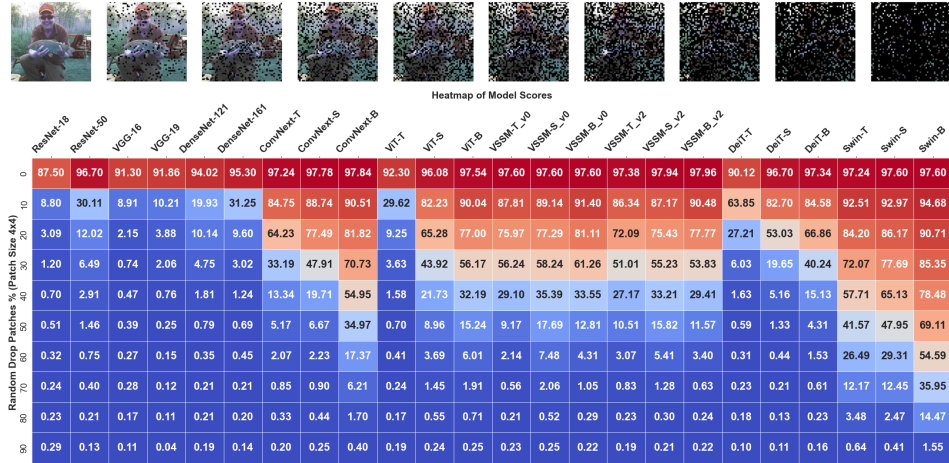 Heatmap of Model Scores
ResNet-18 ResNet-50 VGG-16 VGG-19 DenseNet-121 DenseNet-161 ConvNext-T ConvNext-S ConvNext-B ViT-T ViT-S ViT-B VSSM-T_v0 VSSM-S_v0 VSSM-B_v0 VSSM-T_v2 VSSM-S_v2 VSSM-B_v2 DeiT-T DeiT-S DeiT-B Swin-T Swin-S Swin-B
Random Drop Patches % (Patch Size 4x4)
0 87.50 96.70 91.30 91.86 94.02 95.30 97.24 97.78 97.84 92.30 96.08 97.54 97.60 97.60 97.60 97.38 97.94 97.96 90.12 96.70 97.34 97.24 97.60 97.60
10 8.80 30.11 8.91 10.21 19.93 31.25 84.75 88.74 90.51 29.62 82.23 90.04 87.81 89.14 91.40 86.34 87.17 90.48 63.85 82.70 84.58 92.51 92.97 94.68
20 3.09 12.02 2.15 3.88 10.14 9.60 64.23 77.49 81.82 9.25 65.28 77.00 75.97 77.29 81.11 72.09 75.43 77.77 27.21 53.03 66.86 84.20 86.17 90.71
30 1.20 6.49 0.74 2.06 4.75 3.02 33.19 47.91 70.73 3.63 43.92 56.17 56.24 58.24 61.26 51.01 55.23 53.83 6.03 19.65 40.24 72.07 77.69 85.35
40 0.70 2.91 0.47 0.76 1.81 1.24 13.34 19.71 54.95 1.58 21.73 32.19 29.10 35.39 33.55 27.17 33.21 29.41 1.63 5.16 15.13 57.71 65.13 78.48
50 0.51 1.46 0.39 0.25 0.79 0.69 5.17 6.67 34.97 0.70 8.96 15.24 9.17 17.69 12.81 10.51 15.82 11.57 0.59 1.33 4.31 41.57 47.95 69.11
60 0.32 0.75 0.27 0.15 0.35 0.45 2.07 2.23 17.37 0.41 3.69 6.01 2.14 7.48 4.31 3.07 5.41 3.40 0.31 0.44 1.53 26.49 29.31 54.59
70 0.24 0.40 0.28 0.12 0.21 0.21 0.85 0.90 6.21 0.24 1.45 1.91 0.56 2.06 1.05 0.83 1.28 0.63 0.23 0.21 0.61 12.17 12.45 35.95
80 0.23 0.21 0.17 0.11 0.21 0.20 0.33 0.44 1.70 0.17 0.55 0.71 0.21 0.52 0.29 0.23 0.30 0.24 0.18 0.13 0.23 3.48 2.47 14.47
90 0.29 0.13 0.11 0.04 0.19 0.14 0.20 0.25 0.40 0.19 0.24 0.25 0.23 0.25 0.22 0.19 0.21 0.22 0.10 0.11 0.16 0.64 0.41 1.55